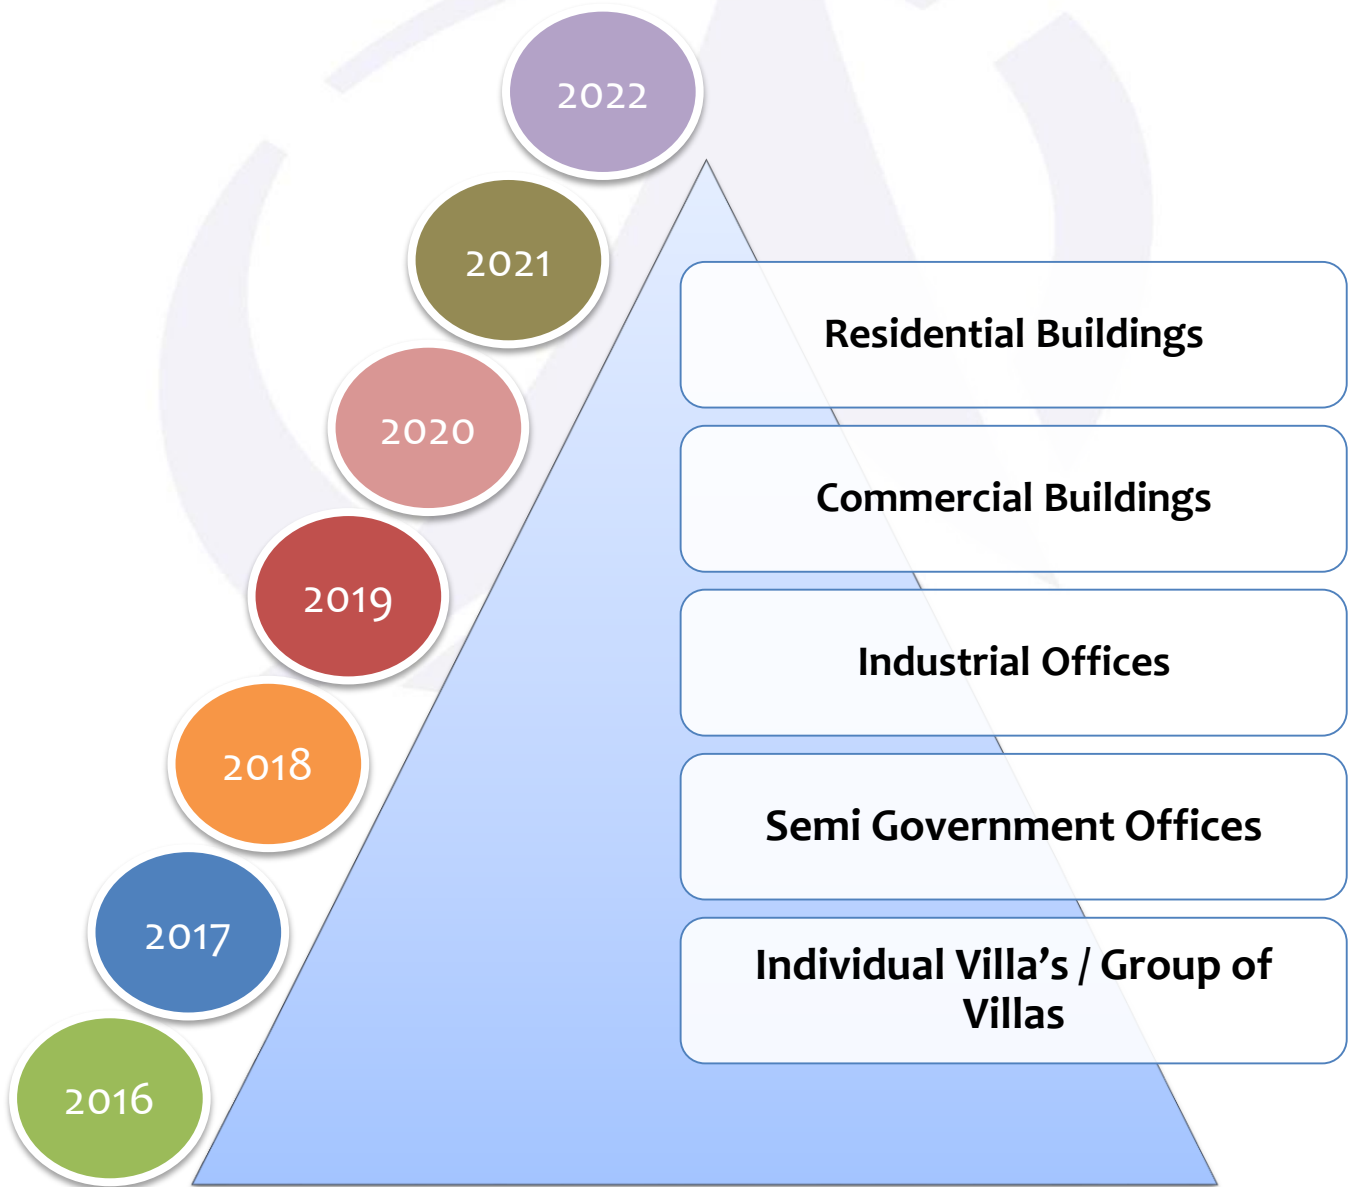 2022
2021
2020
2019
2018
2017
2016
Residential Buildings
Commercial Buildings
Industrial Offices
Semi Government Offices
Individual Villa’s / Group of
Villas